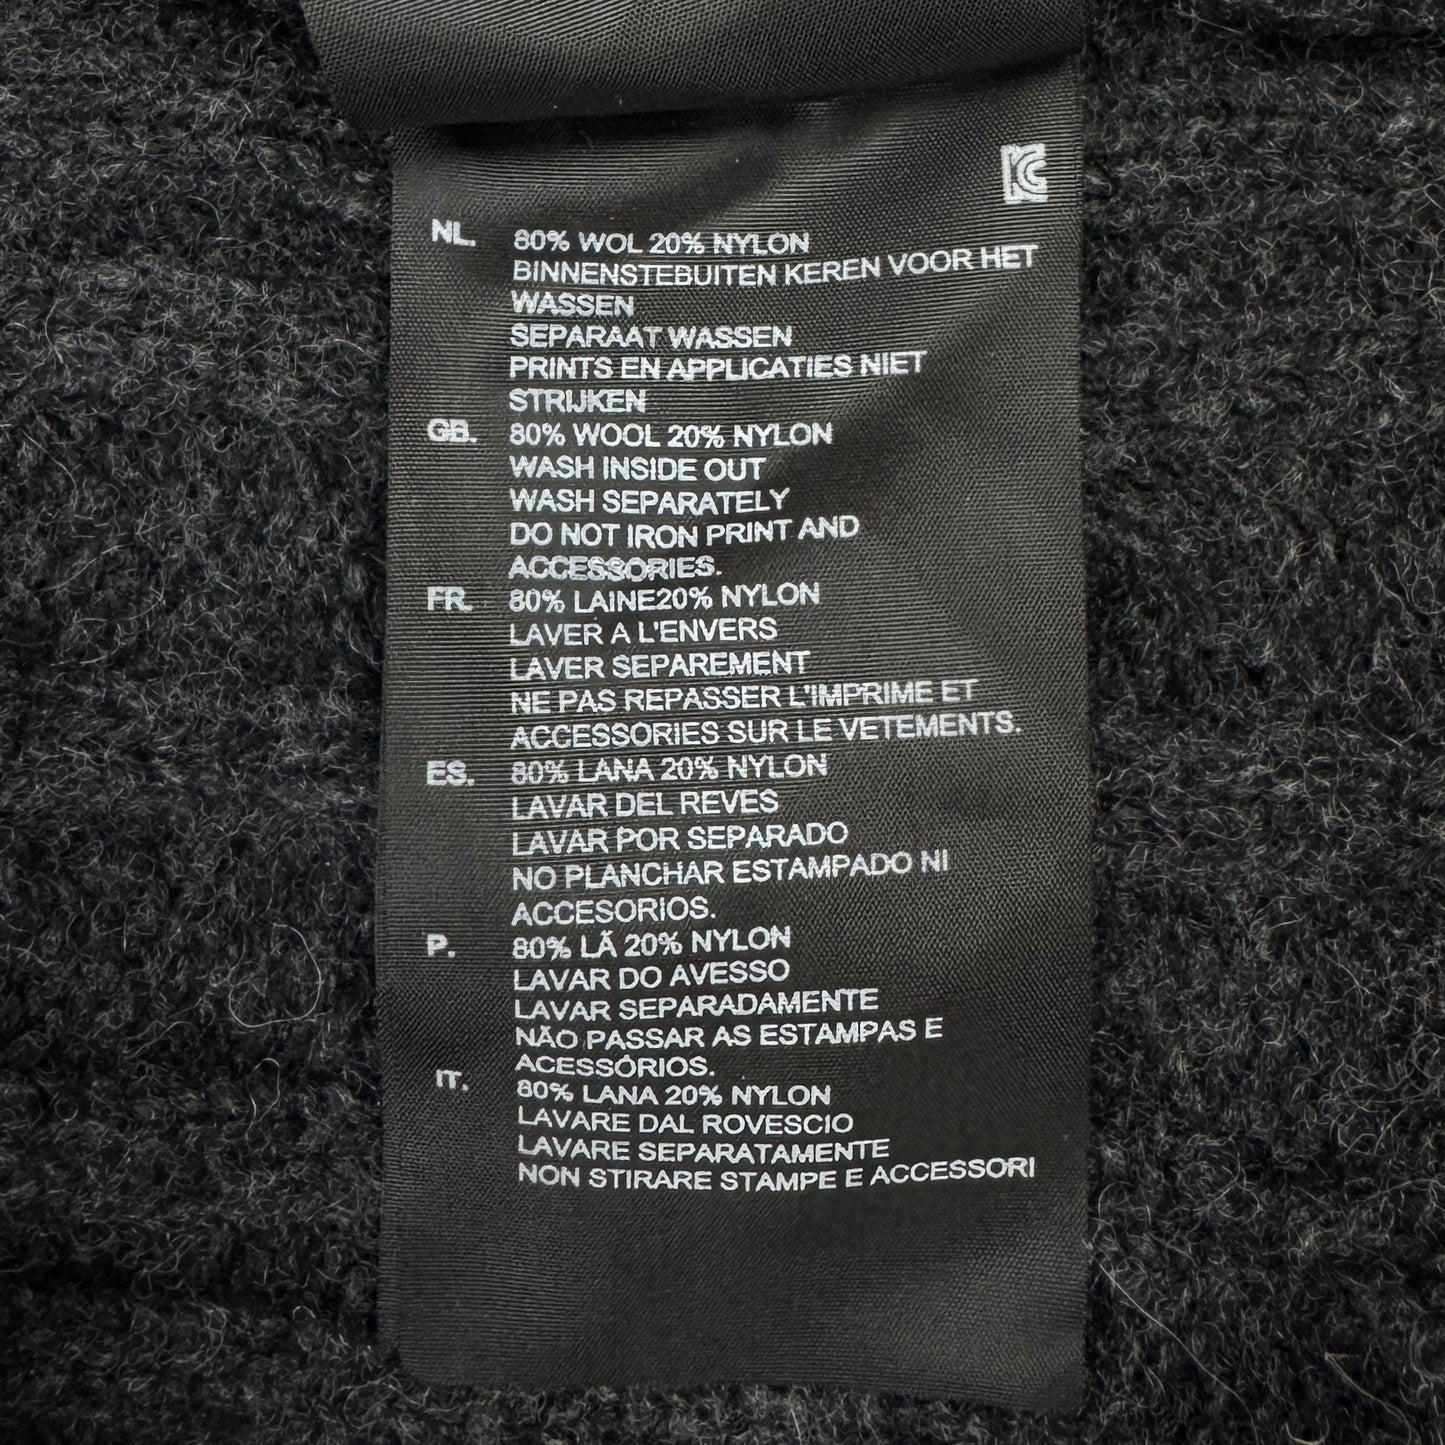 KC
NL. 80% WOL 20% NYLON
BINNENSTEBUITEN KEREN VOOR HET
WASSEN
SEPARAAT WASSEN
PRINTS EN APPLICATIES NIET
STRIJKEN
GB. 80% WOOL 20% NYLON
WASH INSIDE OUT
WASH SEPARATELY
DO NOT IRON PRINT AND
ACCESSORIES.
FR. 80% LAINE20% NYLON
LAVER A L'ENVERS
LAVER SEPAREMENT
NE PAS REPASSER L'IMPRIME ET
ACCESSORIES SUR LE VETEMENTS.
ES. 80% LANA 20% NYLON
LAVAR DEL REVES
LAVAR POR SEPARADO
NO PLANCHAR ESTAMPADO NI
ACCESORIOS.
P. 80% LÃ 20% NYLON
LAVAR DO AVESSO
LAVAR SEPARADAMENTE
NÃO PASSAR AS ESTAMPAS E
ACESSÓRIOS.
IT. 80% LANA 20% NYLON
LAVARE DAL ROVESCIO
LAVARE SEPARATAMENTE
NON STIRARE STAMPE E ACCESSORI